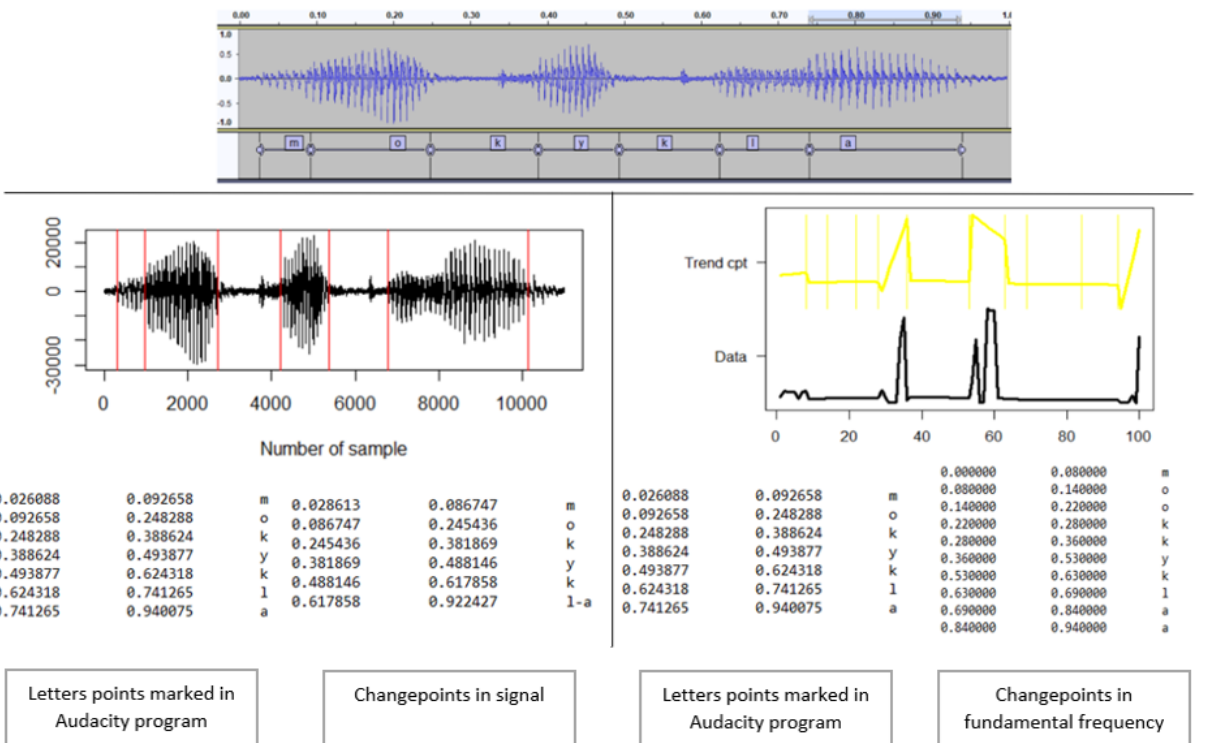 0.00 0.10 0.20 0.30 0.40 0.50 0.60 0.70 0.80 0.90 1.0
1.0
0.5
0.0
-0.5
-1.0
m o k y k l a
20000
0
-30000
0 2000 4000 6000 8000 10000
Number of sample
Trend cpt
Data
0 20 40 60 80 100
.026088 0.092658 m
.092658 0.248288 o
.248288 0.388624 k
.388624 0.493877 y
.493877 0.624318 k
.624318 0.741265 l
.741265 0.940075 a
0.028613 0.086747 m
0.086747 0.245436 o
0.245436 0.381869 k
0.381869 0.488146 y
0.488146 0.617858 k
0.617858 0.922427 l-a
0.026088 0.092658 m
0.092658 0.248288 o
0.248288 0.388624 k
0.388624 0.493877 y
0.493877 0.624318 k
0.624318 0.741265 l
0.741265 0.940075 a
0.000000 0.080000 m
0.080000 0.140000 o
0.140000 0.220000 o
0.220000 0.280000 k
0.280000 0.360000 k
0.360000 0.530000 y
0.530000 0.630000 k
0.630000 0.690000 l
0.690000 0.840000 a
0.840000 0.940000 a
Letters points marked in
Audacity program
Changepoints in signal
Letters points marked in
Audacity program
Changepoints in
fundamental frequency